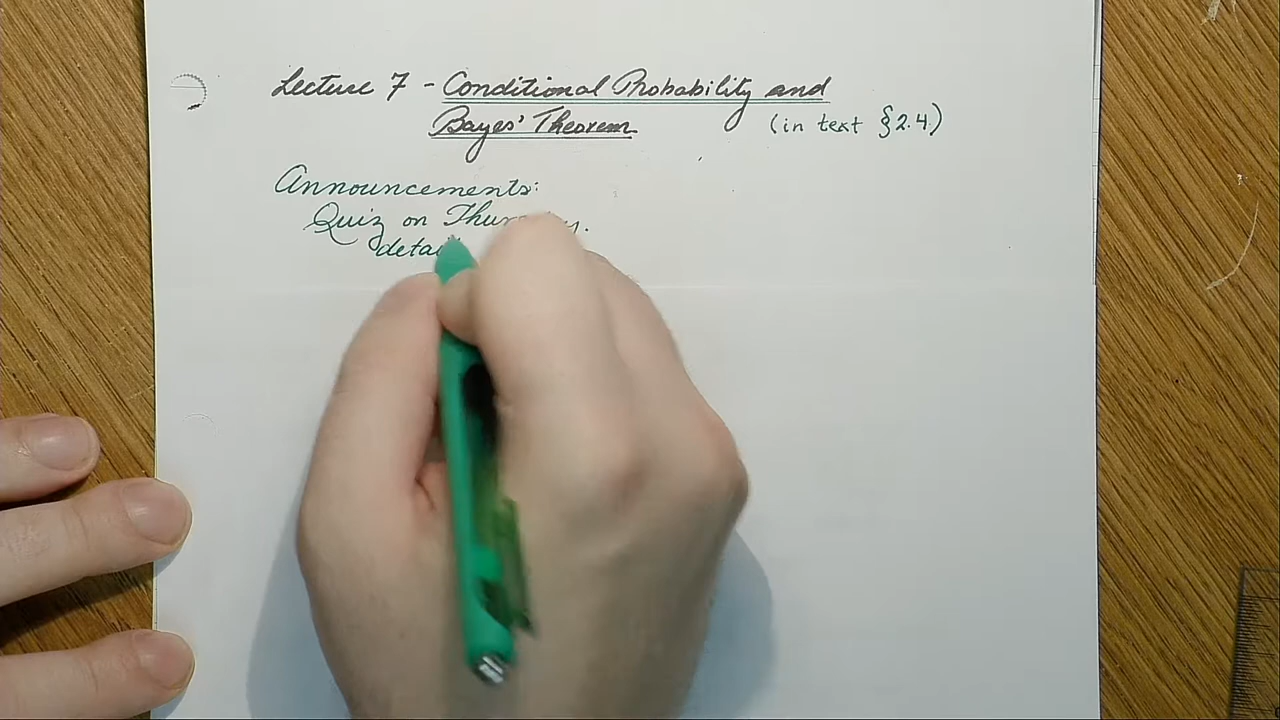 Lecture 7 - Conditional Probability and
Bayes' Theorem (in text §2.4)
Announcements:
Quiz on